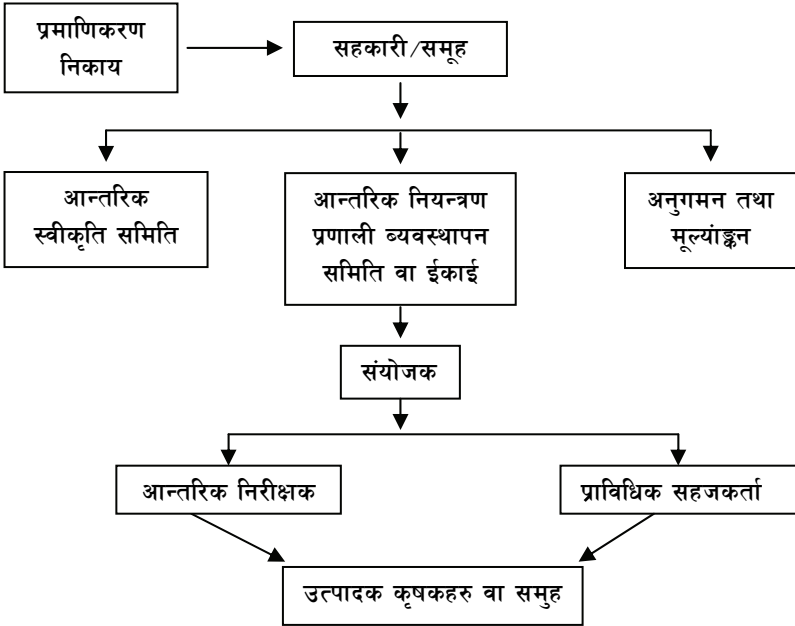 प्रमाणिकरण
निकाय
सहकारी/समूह
आन्तरिक
स्वीकृति समिति
आन्तरिक नियन्त्रण
प्रणाली ब्यवस्थापन
समिति वा ईकाई
अनुगमन तथा
मूल्यांङ्कन
संयोजक
आन्तरिक निरीक्षक
प्राविधिक सहजकर्ता
उत्पादक कृषकहरु वा समुह